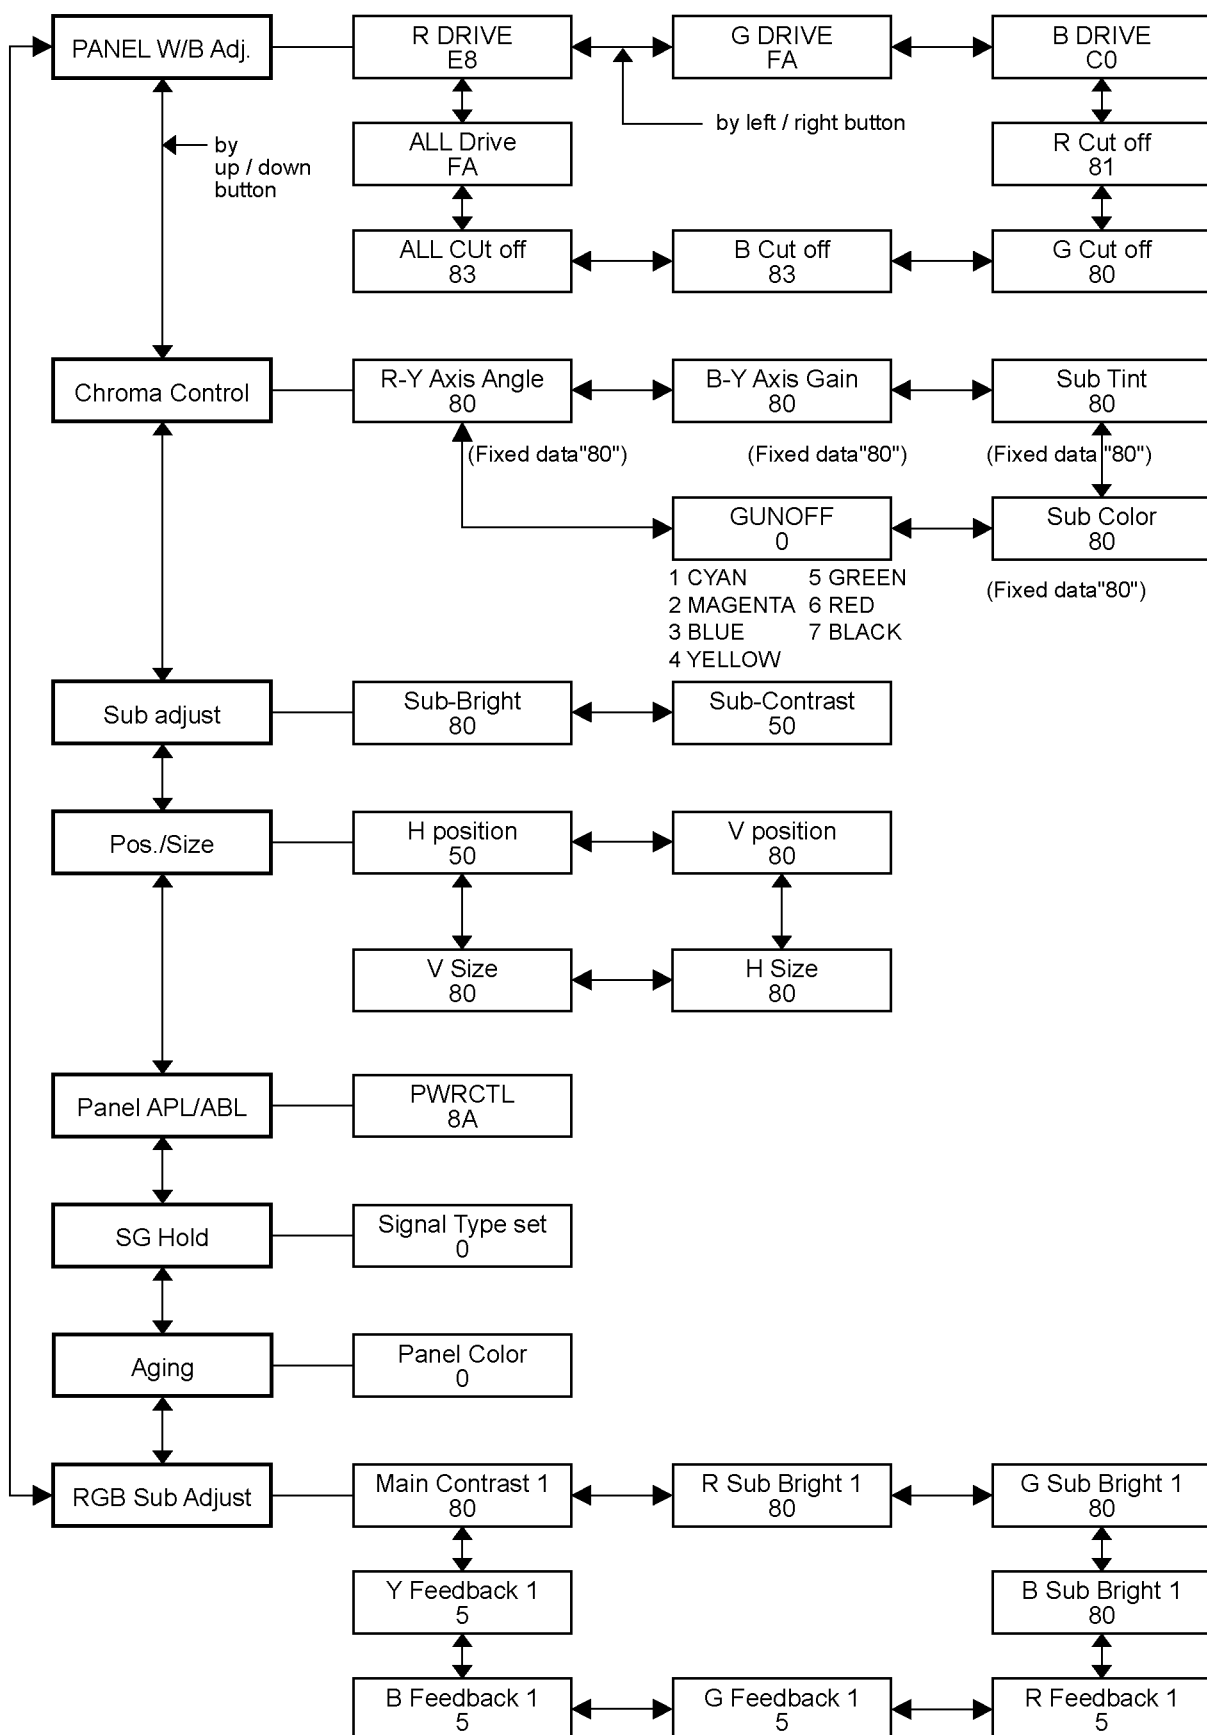 PANEL W/B Adj.
R DRIVE
E8
G DRIVE
FA
B DRIVE
C0
by left / right button
by
up / down
button
ALL Drive
FA
R Cut off
81
ALL CUt off
83
B Cut off
83
G Cut off
80
Chroma Control
R-Y Axis Angle
80
B-Y Axis Gain
80
Sub Tint
80
(Fixed data"80")
(Fixed data"80")
(Fixed data "80")
GUNOFF
0
Sub Color
80
1 CYAN
2 MAGENTA
3 BLUE
4 YELLOW
5 GREEN
6 RED
7 BLACK
(Fixed data"80")
Sub adjust
Sub-Bright
80
Sub-Contrast
50
Pos./Size
H position
50
V position
80
V Size
80
H Size
80
Panel APL/ABL
PWRCTL
8A
SG Hold
Signal Type set
0
Aging
Panel Color
0
RGB Sub Adjust
Main Contrast 1
80
R Sub Bright 1
80
G Sub Bright 1
80
Y Feedback 1
5
B Sub Bright 1
80
B Feedback 1
5
G Feedback 1
5
R Feedback 1
5